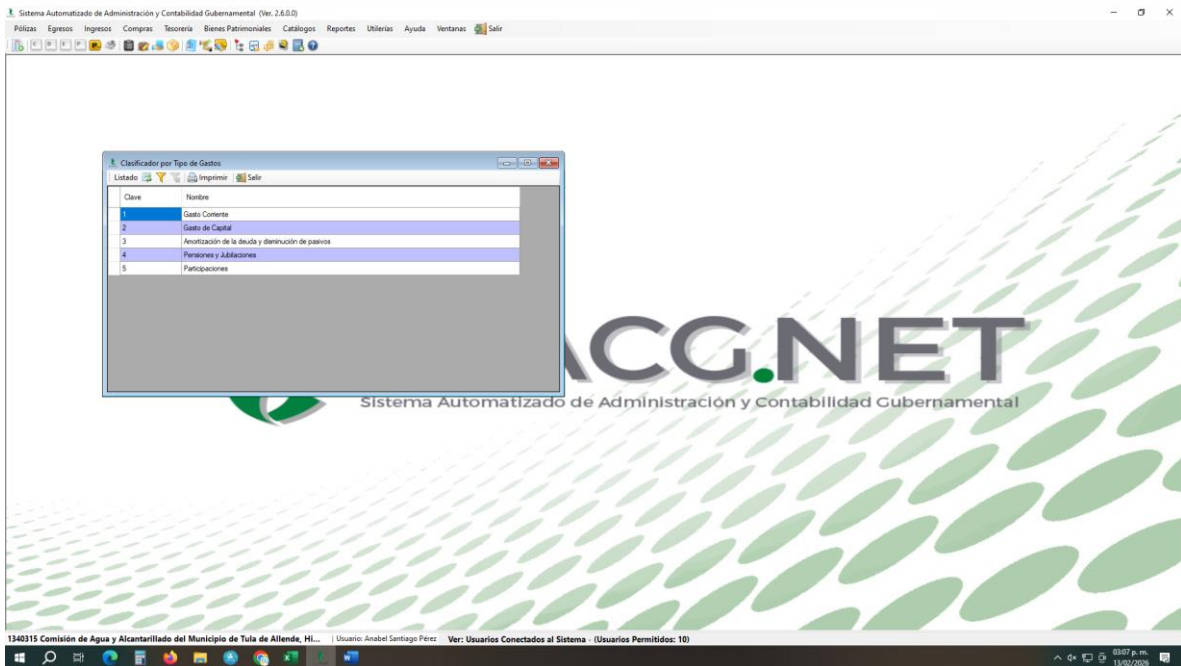 Sistema Automatizado de Administración y Contabilidad Gubernamental (Ver. 2.6.0.0)
Pólizas Egresos Ingresos Compras Tesorería Bienes Patrimoniales Catálogos Reportes Utilerías Ayuda Ventanas Salir
Clasificador por Tipo de Gastos
Listado Imprimir Salir
Clave Nombre
1 Gasto Corriente
2 Gasto de Capital
3 Amortización de la deuda y disminución de pasivos
4 Pensiones y Jubilaciones
5 Participaciones
ACG.NET
Sistema Automatizado de Administración y Contabilidad Gubernamental
1340315 Comisión de Agua y Alcantarillado del Municipio de Tula de Allende, Hi... Usuario: Anabel Santiago Pérez Ver: Usuarios Conectados al Sistema - (Usuarios Permitidos: 10)
03:07 p. m.
13/02/2026